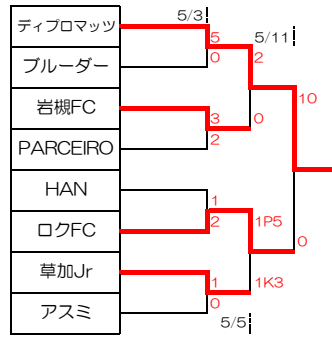 5/3
ディプロマッツ
5
5/11
ブルーダー
0
2
岩槻FC
3
10
PARCEIRO
2
0
HAN
1
ロクFC
2
1P5
0
草加Jr
1
1K3
アスミ
0
5/5